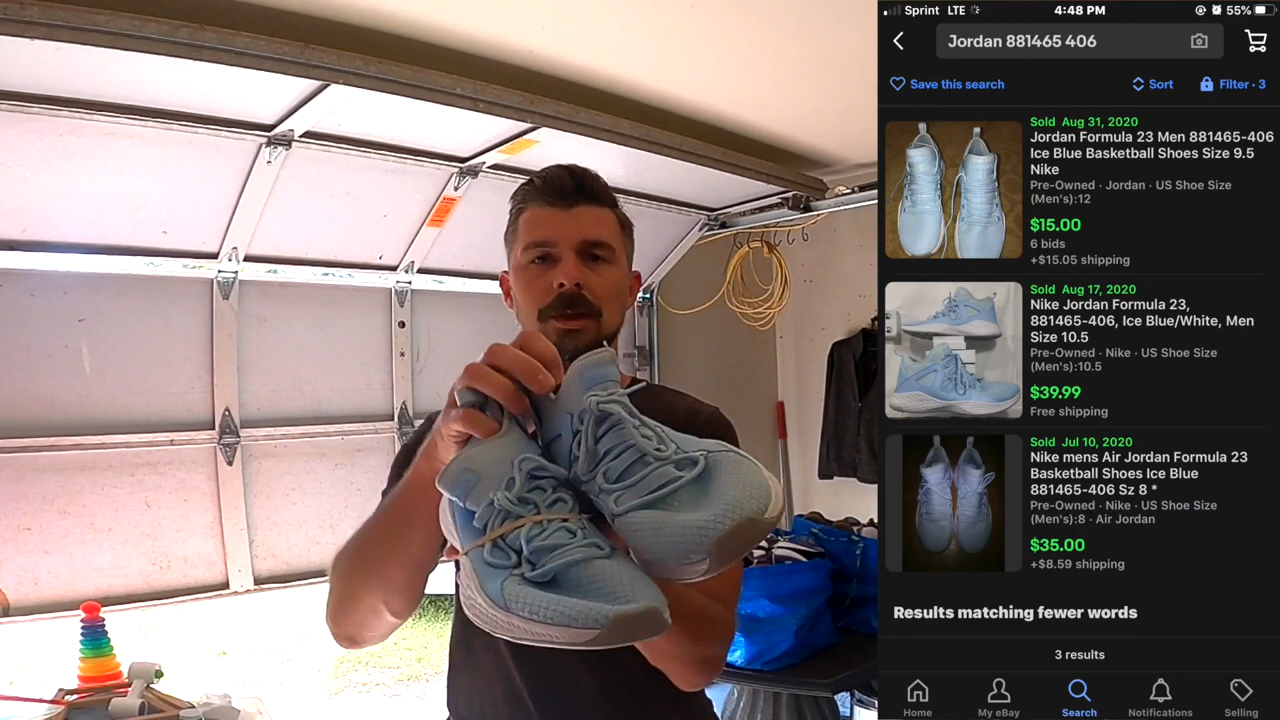 Sprint LTE 4:48 PM 55%
Jordan 881465 406
Save this search Sort Filter · 3
Sold Aug 31, 2020
Jordan Formula 23 Men 881465-406
Ice Blue Basketball Shoes Size 9.5
Nike
Pre-Owned · Jordan · US Shoe Size
(Men's):12
$15.00
6 bids
+$15.05 shipping
Sold Aug 17, 2020
Nike Jordan Formula 23,
881465-406, Ice Blue/White, Men
Size 10.5
Pre-Owned · Nike · US Shoe Size
(Men's):10.5
$39.99
Free shipping
Sold Jul 10, 2020
Nike mens Air Jordan Formula 23
Basketball Shoes Ice Blue
881465-406 Sz 8 *
Pre-Owned · Nike · US Shoe Size
(Men's):8 · Air Jordan
$35.00
+$8.59 shipping
Results matching fewer words
3 results
Home My eBay Search Notifications Selling